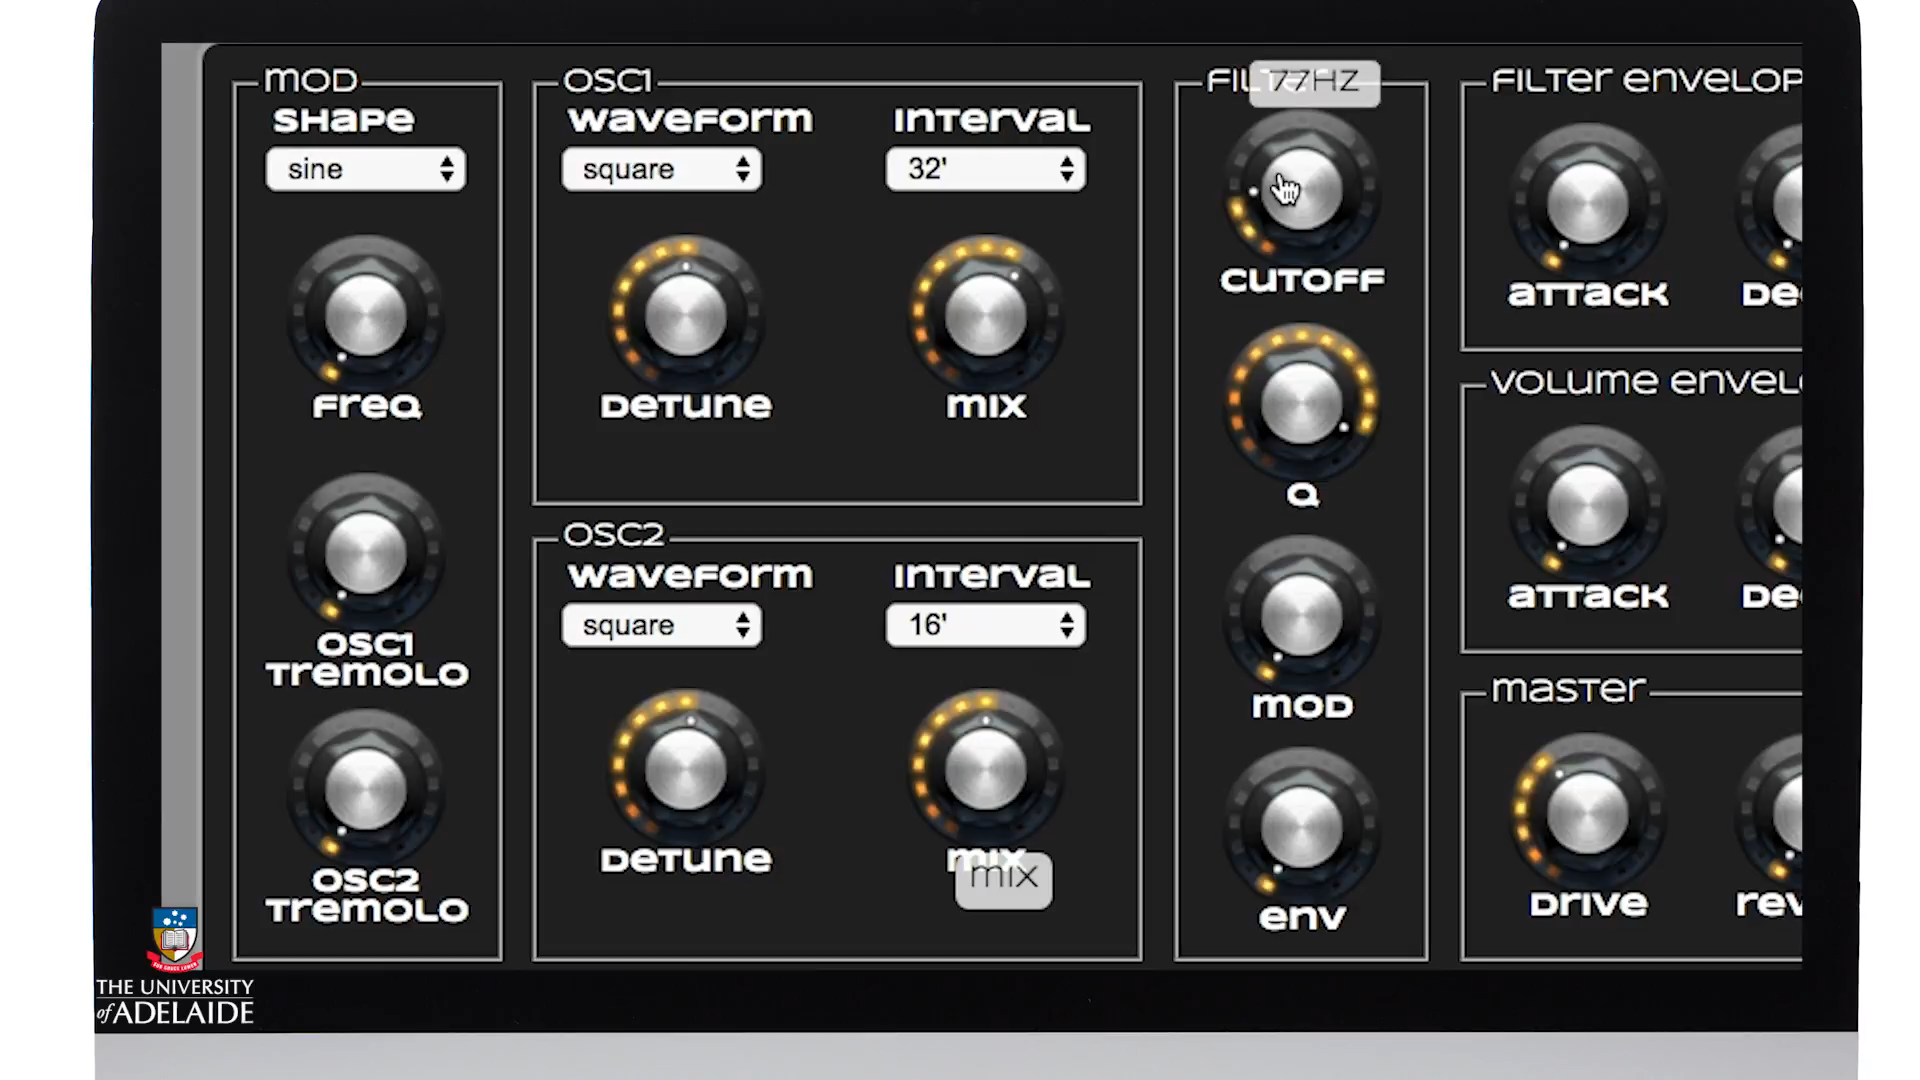 MOD
SHAPE
sine
FREQ
OSC1
TREMOLO
OSC2
TREMOLO
OSC1
WAVEFORM
INTERVAL
square
32'
DETUNE
MIX
OSC2
WAVEFORM
INTERVAL
square
16'
DETUNE
MIX
MIX
77HZ
CUTOFF
Q
MOD
ENV
FILTER ENVELOP
ATTACK
VOLUME ENVEL
ATTACK
MASTER
DRIVE
THE UNIVERSITY
of ADELAIDE